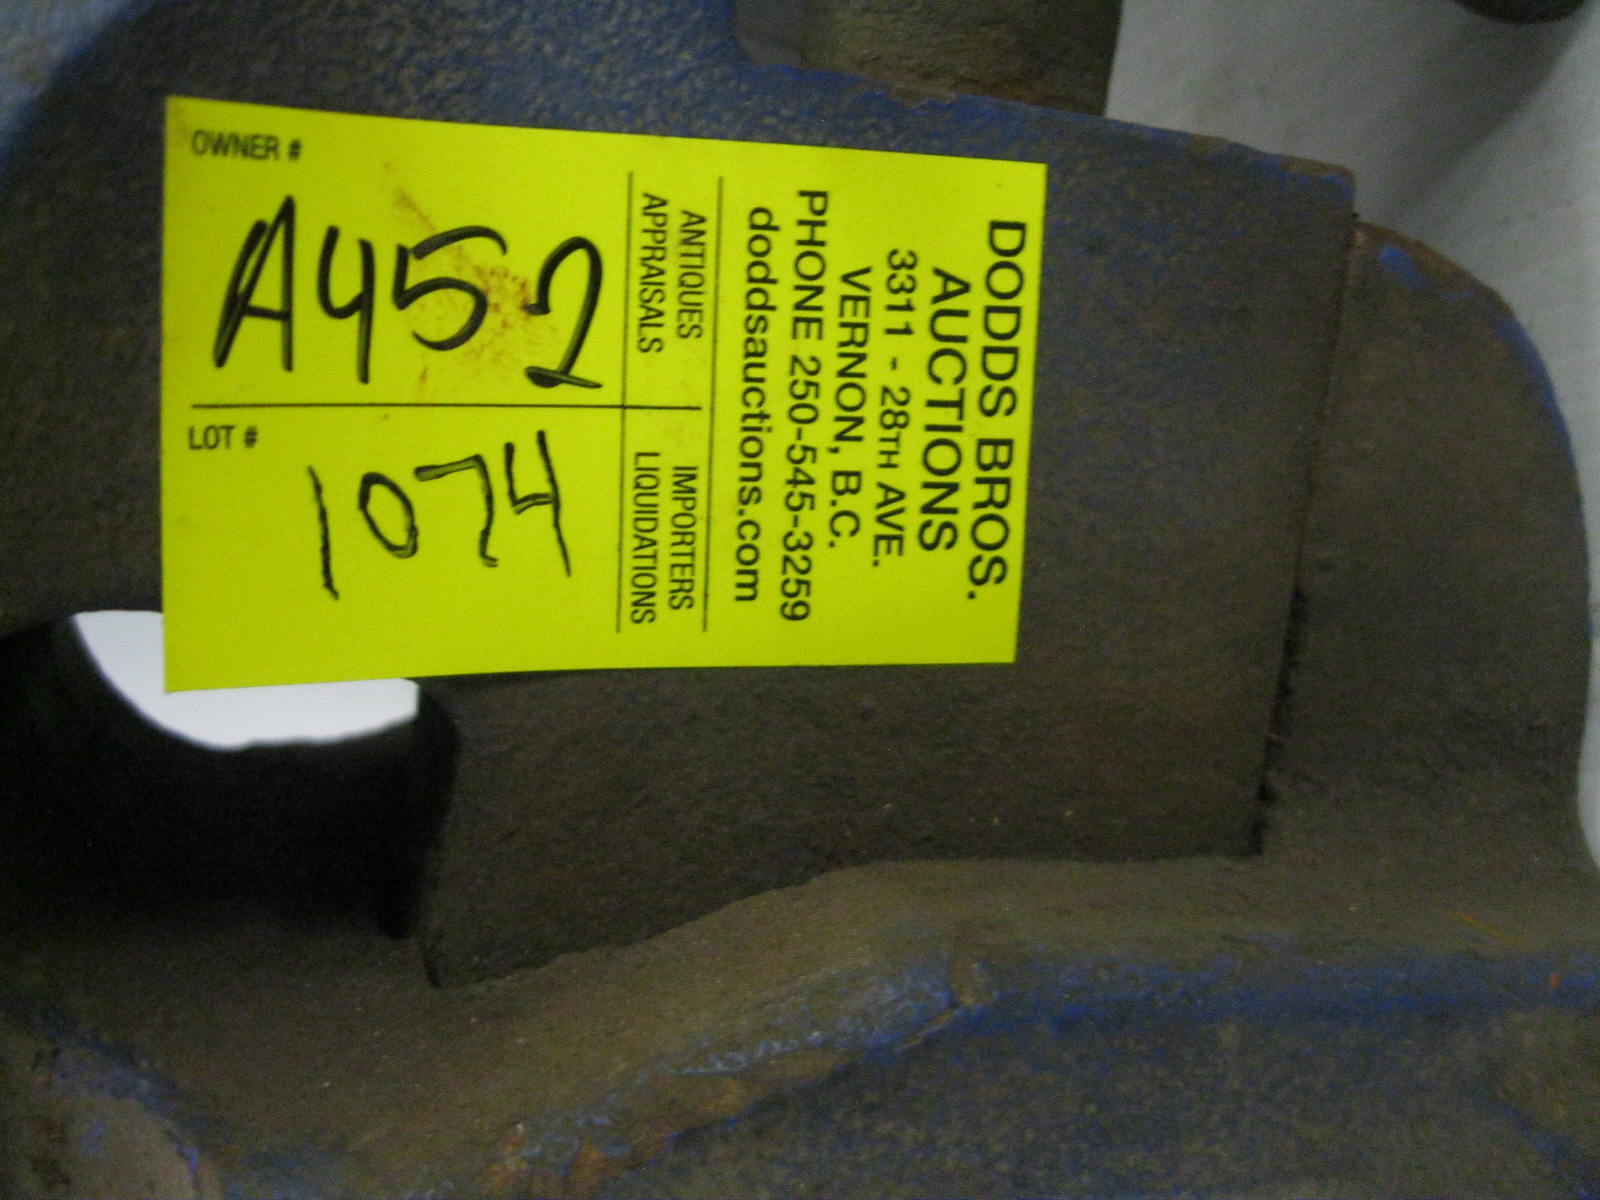 DODDS BROS.
AUCTIONS
3311 - 28TH AVE.
VERNON, B.C.
PHONE 250-545-3259
doddsauctions.com
ANTIQUES
APPRAISALS
IMPORTERS
LIQUIDATIONS
OWNER #
A452
LOT #
1074